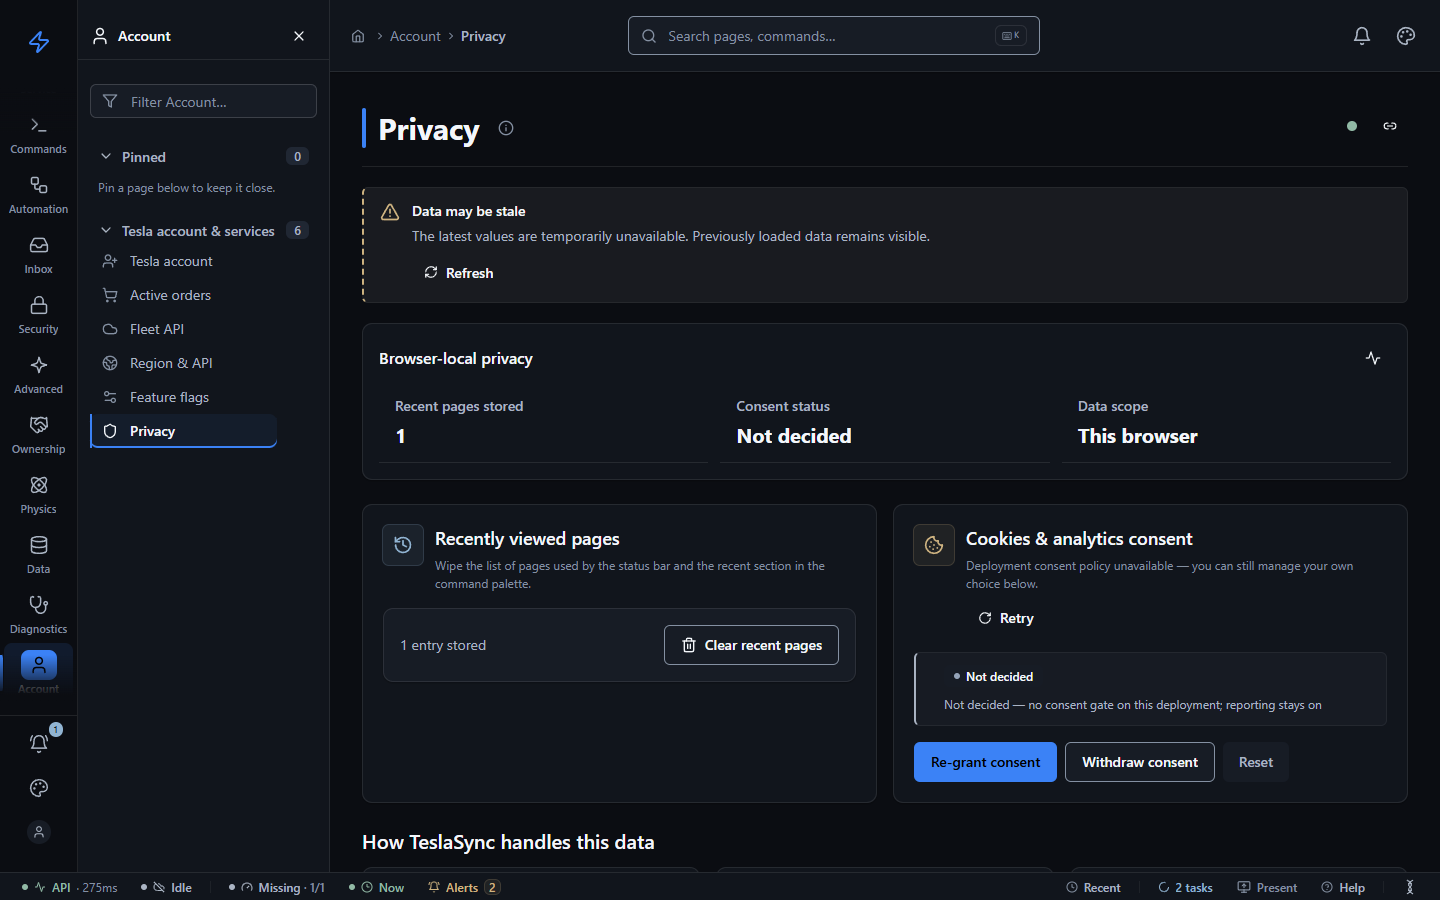 Account
Account
Privacy
Search pages, commands...
K
Filter Account...
Commands
Automation
Inbox
Security
Advanced
Ownership
Physics
Data
Diagnostics
Account
1
Pinned
0
Pin a page below to keep it close.
Tesla account & services
6
Tesla account
Active orders
Fleet API
Region & API
Feature flags
Privacy
Privacy
Data may be stale
The latest values are temporarily unavailable. Previously loaded data remains visible.
Refresh
Browser-local privacy
Recent pages stored
1
Consent status
Not decided
Data scope
This browser
Recently viewed pages
Wipe the list of pages used by the status bar and the recent section in the
command palette.
1 entry stored
Clear recent pages
Cookies & analytics consent
Deployment consent policy unavailable — you can still manage your own
choice below.
Retry
Not decided
Not decided — no consent gate on this deployment; reporting stays on
Re-grant consent
Withdraw consent
Reset
How TeslaSync handles this data
API · 275ms
Idle
Missing · 1/1
Now
Alerts 2
Recent
2 tasks
Present
Help